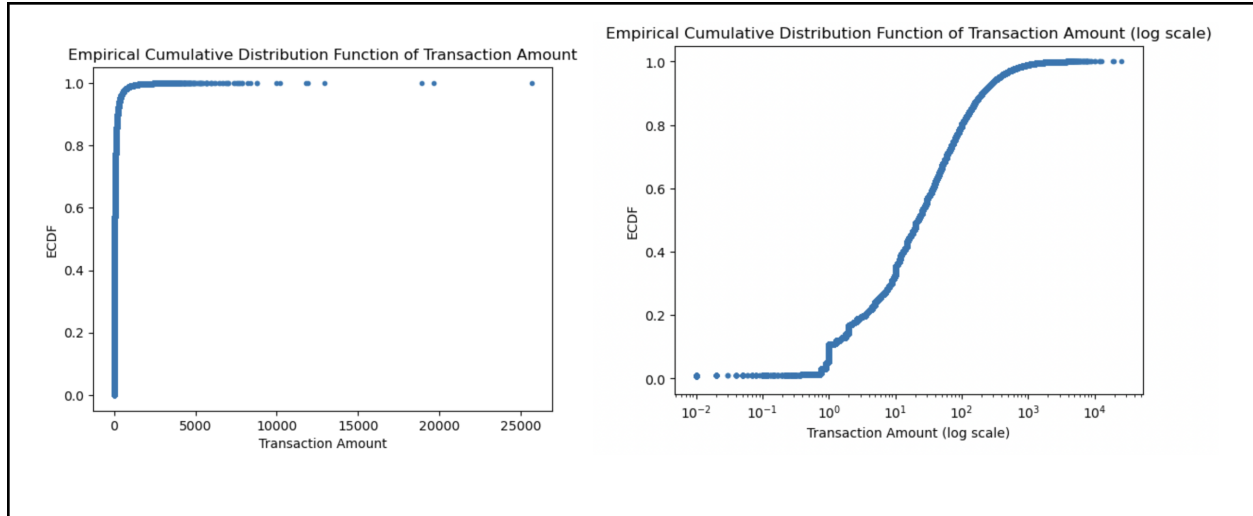 Empirical Cumulative Distribution Function of Transaction Amount
1.0
0.8
0.6
0.4
0.2
0.0
ECDF
0 5000 10000 15000 20000 25000
Transaction Amount
Empirical Cumulative Distribution Function of Transaction Amount (log scale)
1.0
0.8
0.6
0.4
0.2
0.0
ECDF
10⁻² 10⁻¹ 10⁰ 10¹ 10² 10³ 10⁴
Transaction Amount (log scale)